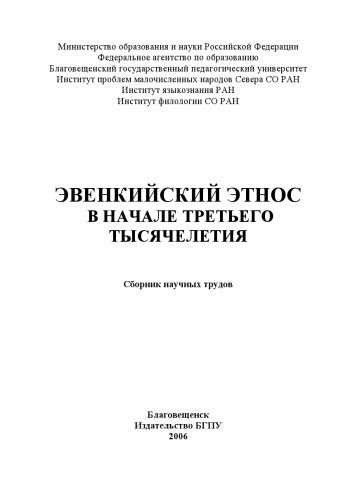 Министерство образования и науки Российской Федерации
Федеральное агентство по образованию
Благовещенский государственный педагогический университет
Институт проблем малочисленных народов Севера СО РАН
Институт языкознания РАН
Институт филологии СО РАН
ЭВЕНКИЙСКИЙ ЭТНОС
В НАЧАЛЕ ТРЕТЬЕГО
ТЫСЯЧЕЛЕТИЯ
Сборник научных трудов
Благовещенск
Издательство БГПУ
2006